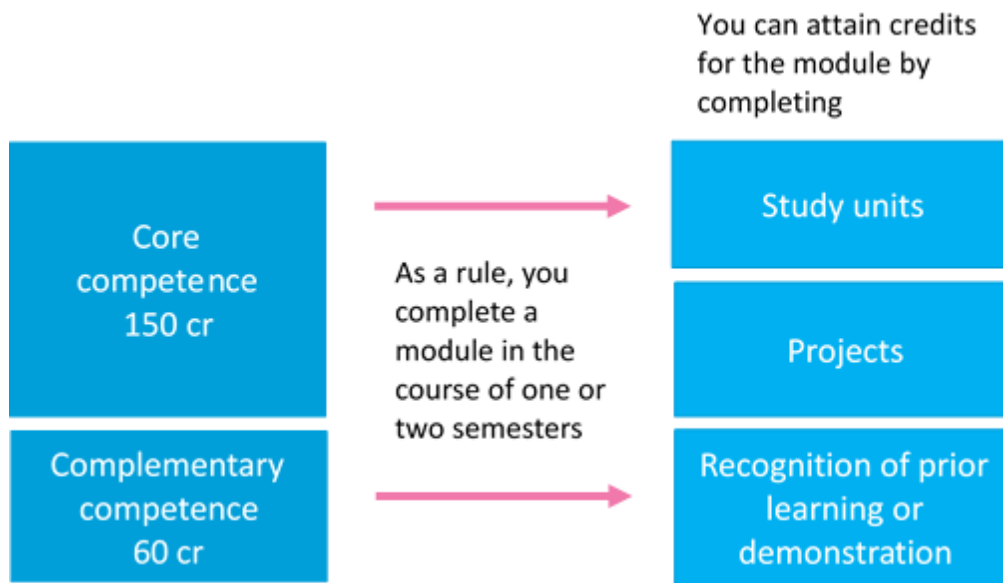 You can attain credits
for the module by
completing
Core
competence
150 cr
Complementary
competence
60 cr
As a rule, you
complete a
module in the
course of one or
two semesters
Study units
Projects
Recognition of prior
learning or
demonstration